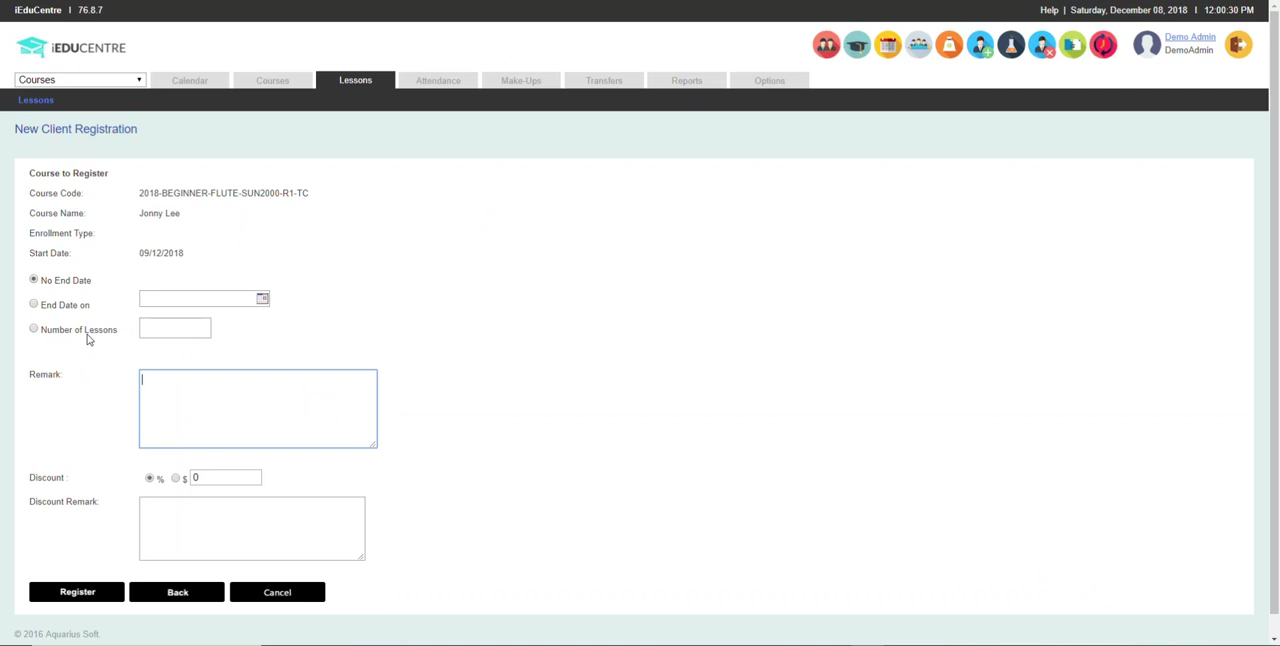 iEduCentre | 76.8.7
Help | Saturday, December 08, 2018 | 12:00:30 PM
iEDUCENTRE
Demo Admin
DemoAdmin
Courses Calendar Courses Lessons Attendance Make-Ups Transfers Reports Options
Lessons
New Client Registration
Course to Register
Course Code: 2018-BEGINNER-FLUTE-SUN2000-R1-TC
Course Name: Jonny Lee
Enrollment Type:
Start Date: 09/12/2018
No End Date
End Date on
Number of Lessons
Remark:
Discount : % $ 0
Discount Remark:
Register Back Cancel
© 2016 Aquarius Soft.